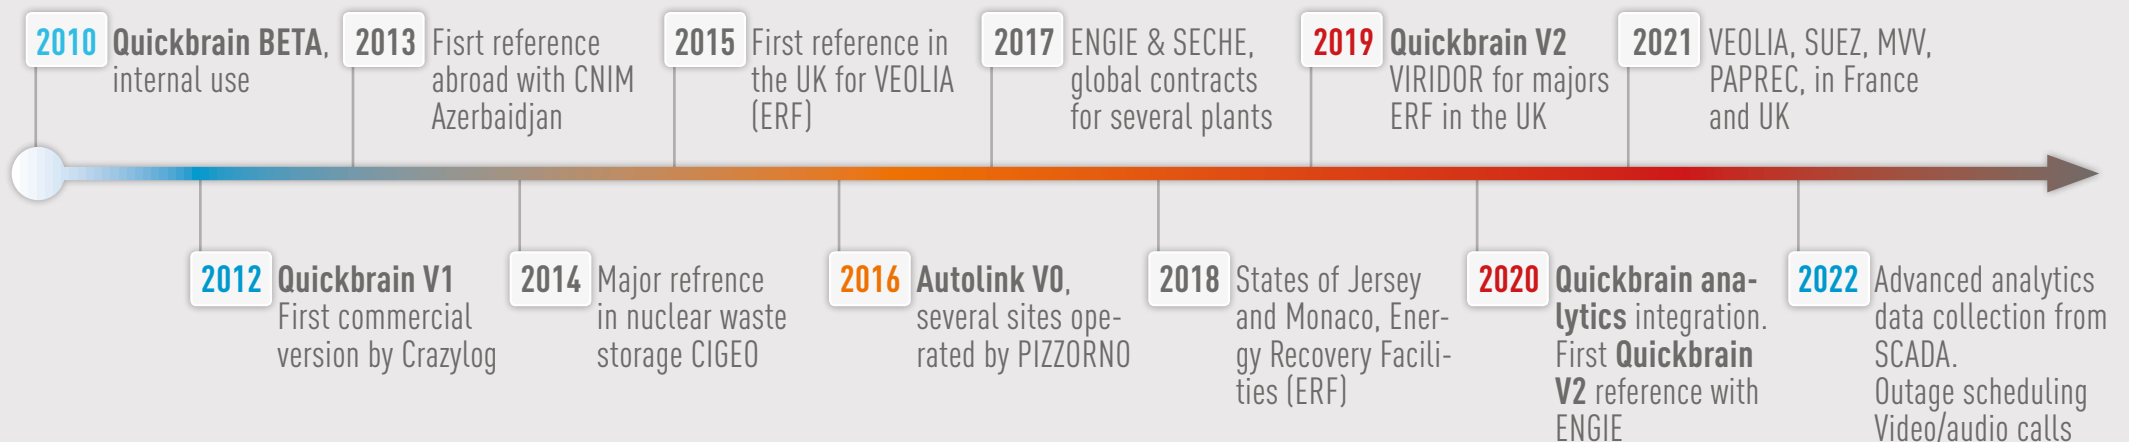 2010 Quickbrain BETA,
internal use
2013 Fisrt reference
abroad with CNIM
Azerbaidjan
2015 First reference in
the UK for VEOLIA
(ERF)
2017 ENGIE & SECHE,
global contracts
for several plants
2019 Quickbrain V2
VIRIDOR for majors
ERF in the UK
2021 VEOLIA, SUEZ, MVV,
PAPREC, in France
and UK
2012 Quickbrain V1
First commercial
version by Crazylog
2014 Major refrence
in nuclear waste
storage CIGEO
2016 Autolink V0,
several sites ope-
rated by PIZZORNO
2018 States of Jersey
and Monaco, Ener-
gy Recovery Facili-
ties (ERF)
2020 Quickbrain ana-
lytics integration.
First Quickbrain
V2 reference with
ENGIE
2022 Advanced analytics
data collection from
SCADA.
Outage scheduling
Video/audio calls